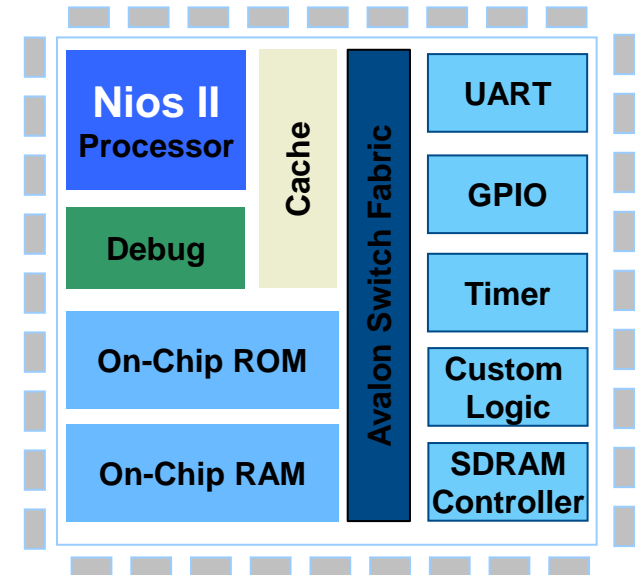 Nios II
Processor
Cache
Avalon Switch Fabric
UART
GPIO
Debug
Timer
On-Chip ROM
Custom
Logic
On-Chip RAM
SDRAM
Controller